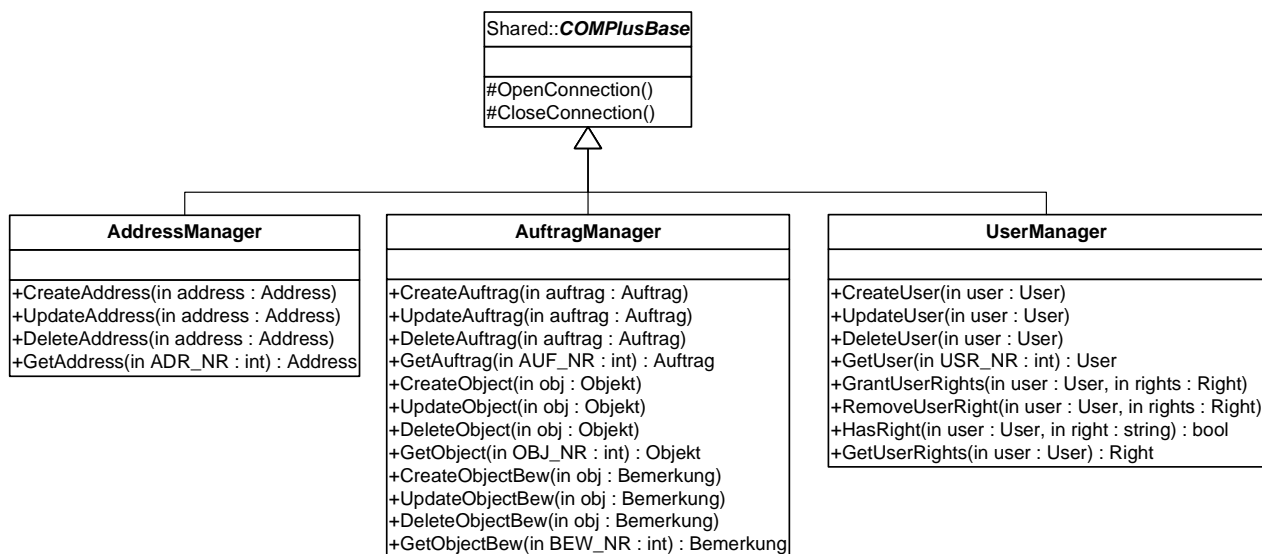 Shared::COMPlusBase
#OpenConnection()
#CloseConnection()
AddressManager
+CreateAddress(in address : Address)
+UpdateAddress(in address : Address)
+DeleteAddress(in address : Address)
+GetAddress(in ADR_NR : int) : Address
AuftragManager
+CreateAuftrag(in auftrag : Auftrag)
+UpdateAuftrag(in auftrag : Auftrag)
+DeleteAuftrag(in auftrag : Auftrag)
+GetAuftrag(in AUF_NR : int) : Auftrag
+CreateObject(in obj : Objekt)
+UpdateObject(in obj : Objekt)
+DeleteObject(in obj : Objekt)
+GetObject(in OBJ_NR : int) : Objekt
+CreateObjectBew(in obj : Bemerkung)
+UpdateObjectBew(in obj : Bemerkung)
+DeleteObjectBew(in obj : Bemerkung)
+GetObjectBew(in BEW_NR : int) : Bemerkung
UserManager
+CreateUser(in user : User)
+UpdateUser(in user : User)
+DeleteUser(in user : User)
+GetUser(in USR_NR : int) : User
+GrantUserRights(in user : User, in rights : Right)
+RemoveUserRight(in user : User, in rights : Right)
+HasRight(in user : User, in right : string) : bool
+GetUserRights(in user : User) : Right